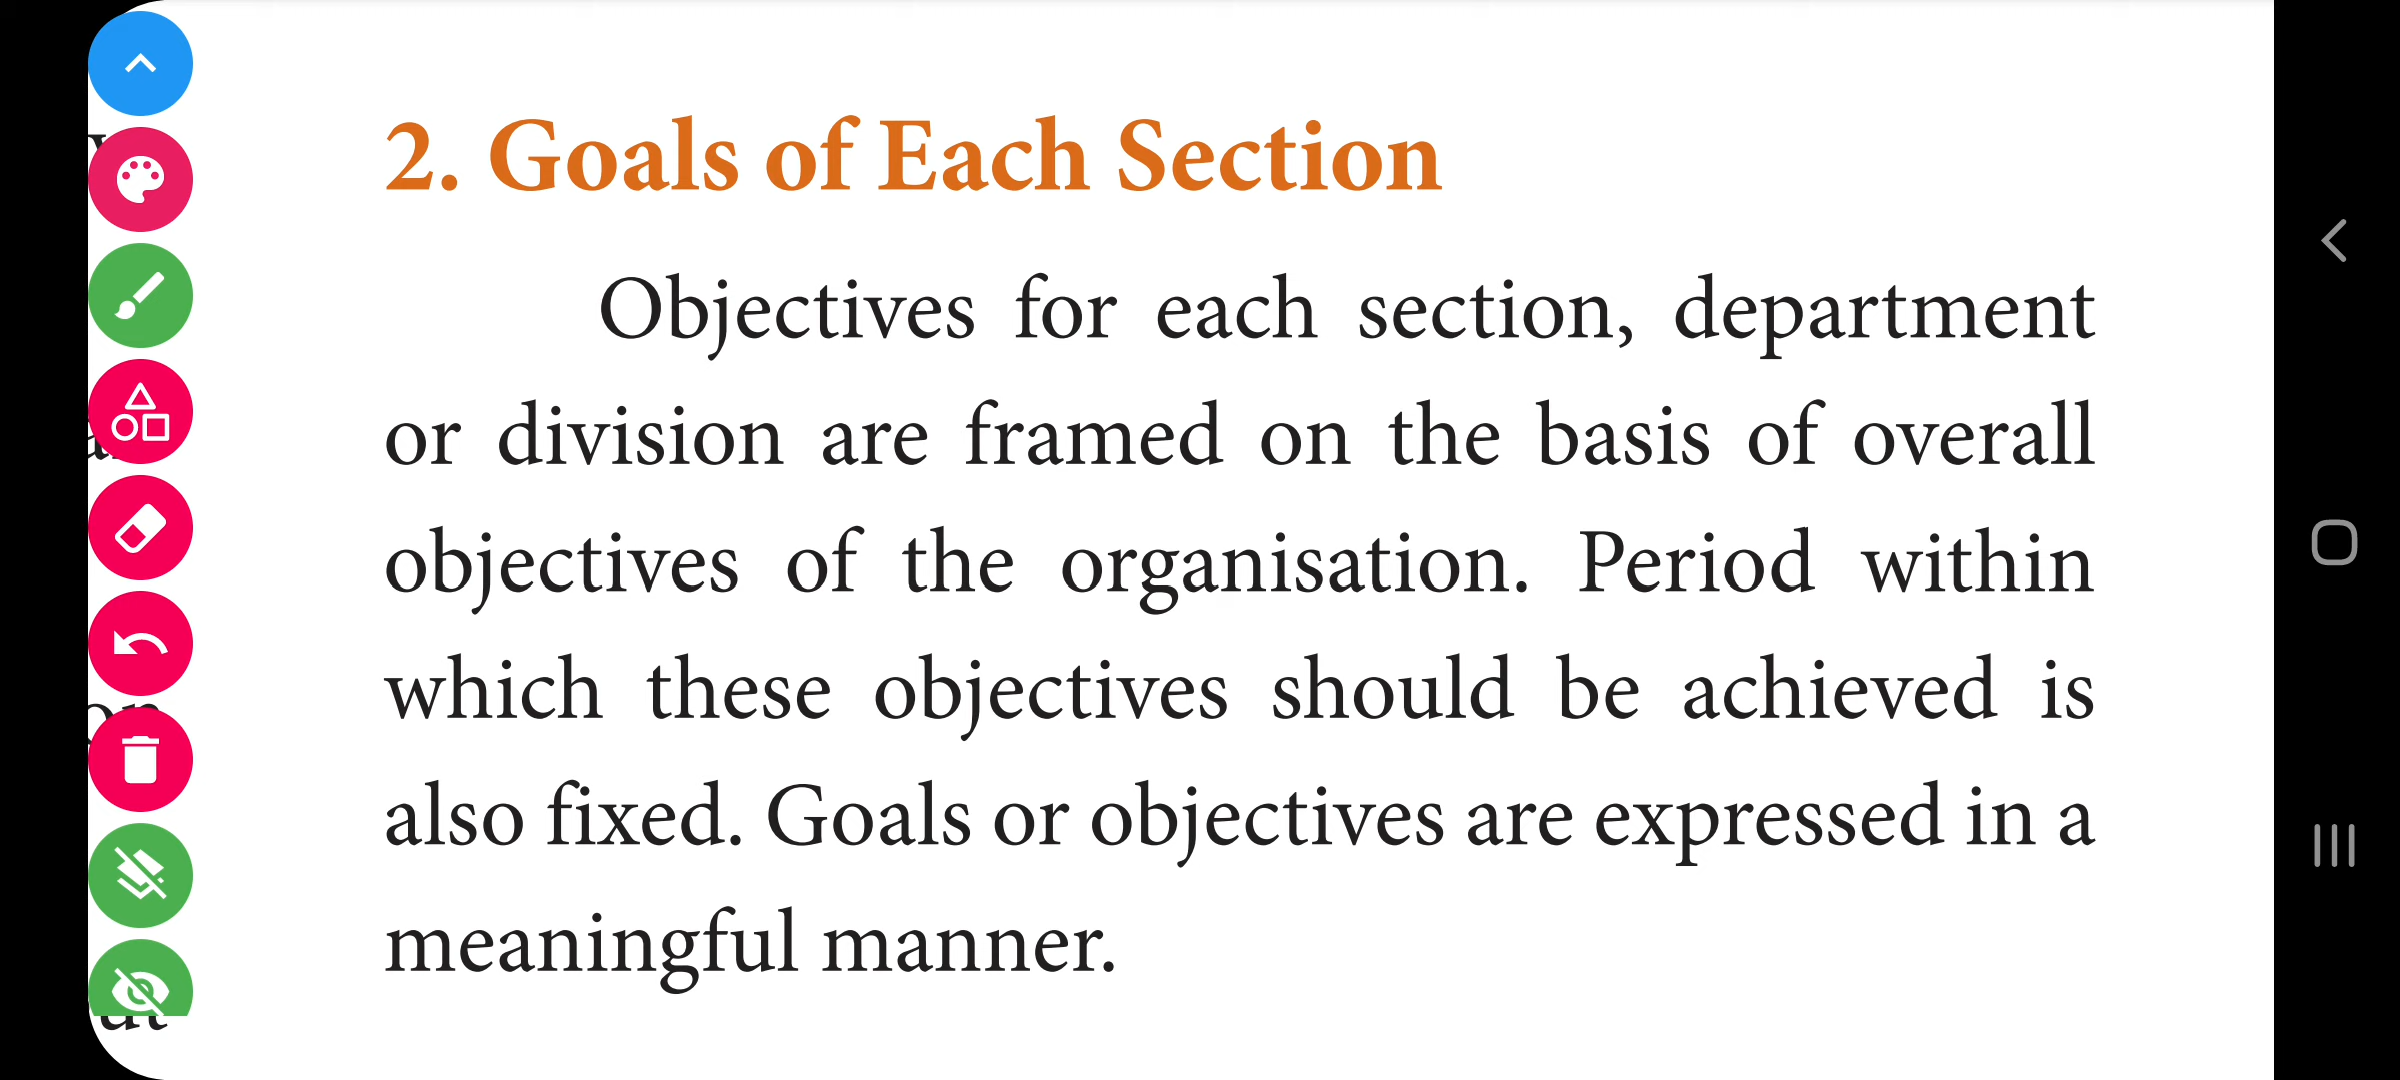 2. Goals of Each Section
Objectives for each section, department
or division are framed on the basis of overall
objectives of the organisation. Period within
which these objectives should be achieved is
also fixed. Goals or objectives are expressed in a
meaningful manner.